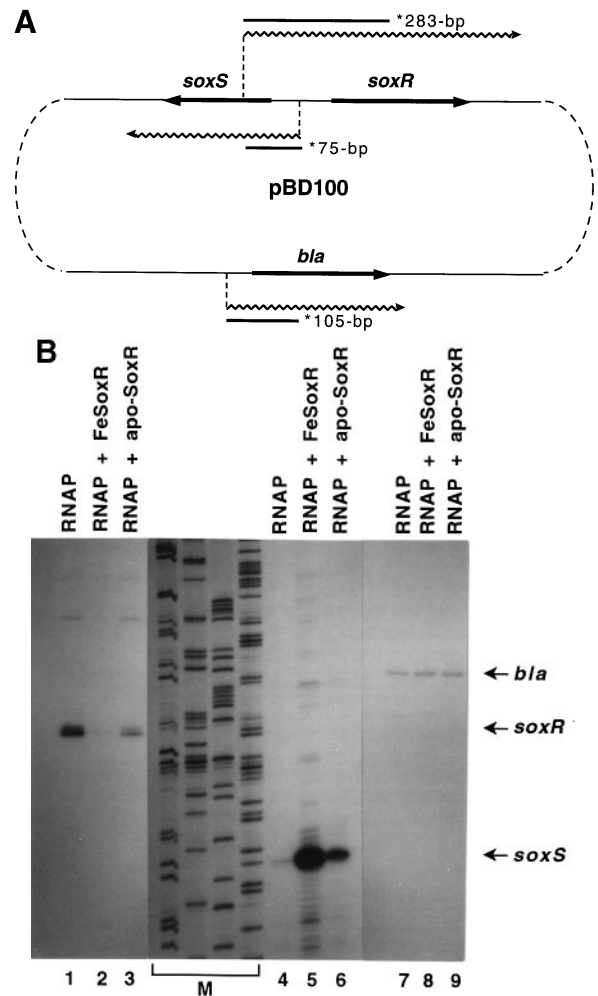 A
*283-bp
soxS
soxR
*75-bp
pBD100
bla
*105-bp
B
RNAP
RNAP + FeSoxR
RNAP + apo-SoxR
RNAP
RNAP + FeSoxR
RNAP + apo-SoxR
RNAP
RNAP + FeSoxR
RNAP + apo-SoxR
bla
soxR
soxS
1 2 3 M 4 5 6 7 8 9